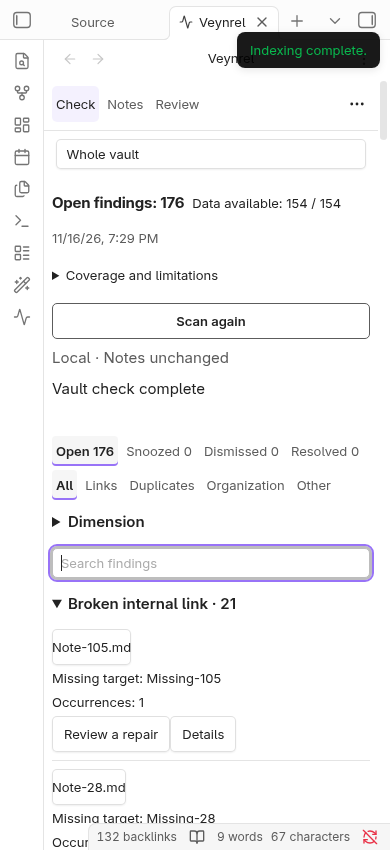 Source
Veynrel
Indexing complete.
Veynrel
Check
Notes
Review
Whole vault
Open findings: 176 Data available: 154 / 154
11/16/26, 7:29 PM
Coverage and limitations
Scan again
Local · Notes unchanged
Vault check complete
Open 176 Snoozed 0 Dismissed 0 Resolved 0
All Links Duplicates Organization Other
Dimension
Search findings
Broken internal link · 21
Note-105.md
Missing target: Missing-105
Occurrences: 1
Review a repair Details
Note-28.md
Missing target: Missing-28
132 backlinks 9 words 67 characters